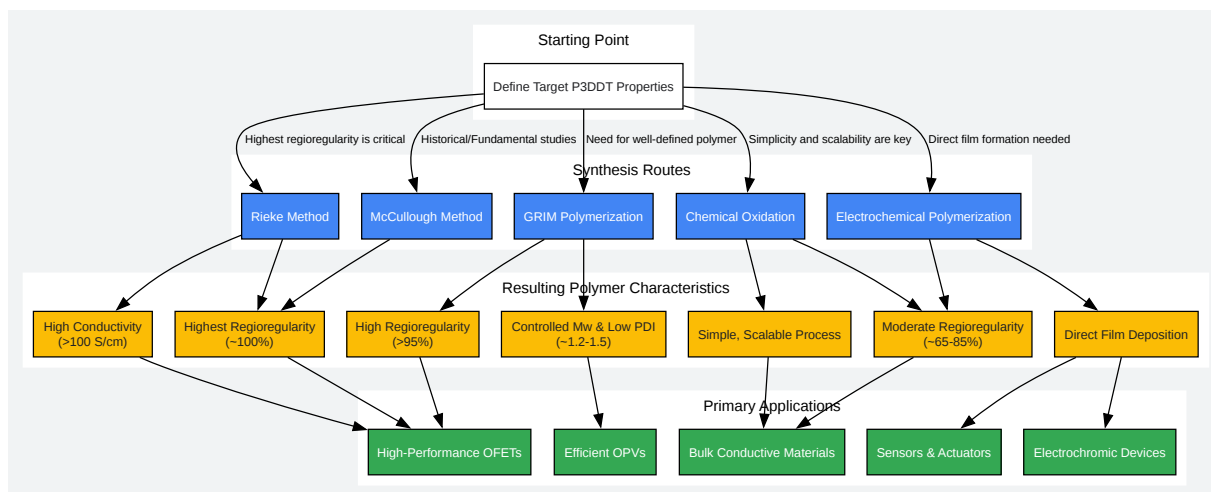 Starting Point
Define Target P3DDT Properties
Highest regioregularity is critical
Historical/Fundamental studies
Need for well-defined polymer
Simplicity and scalability are key
Direct film formation needed
Synthesis Routes
Rieke Method
McCullough Method
GRIM Polymerization
Chemical Oxidation
Electrochemical Polymerization
Resulting Polymer Characteristics
High Conductivity
(>100 S/cm)
Highest Regioregularity
(~100%)
High Regioregularity
(>95%)
Controlled Mw & Low PDI
(~1.2-1.5)
Simple, Scalable Process
Moderate Regioregularity
(~65-85%)
Direct Film Deposition
Primary Applications
High-Performance OFETs
Efficient OPVs
Bulk Conductive Materials
Sensors & Actuators
Electrochromic Devices